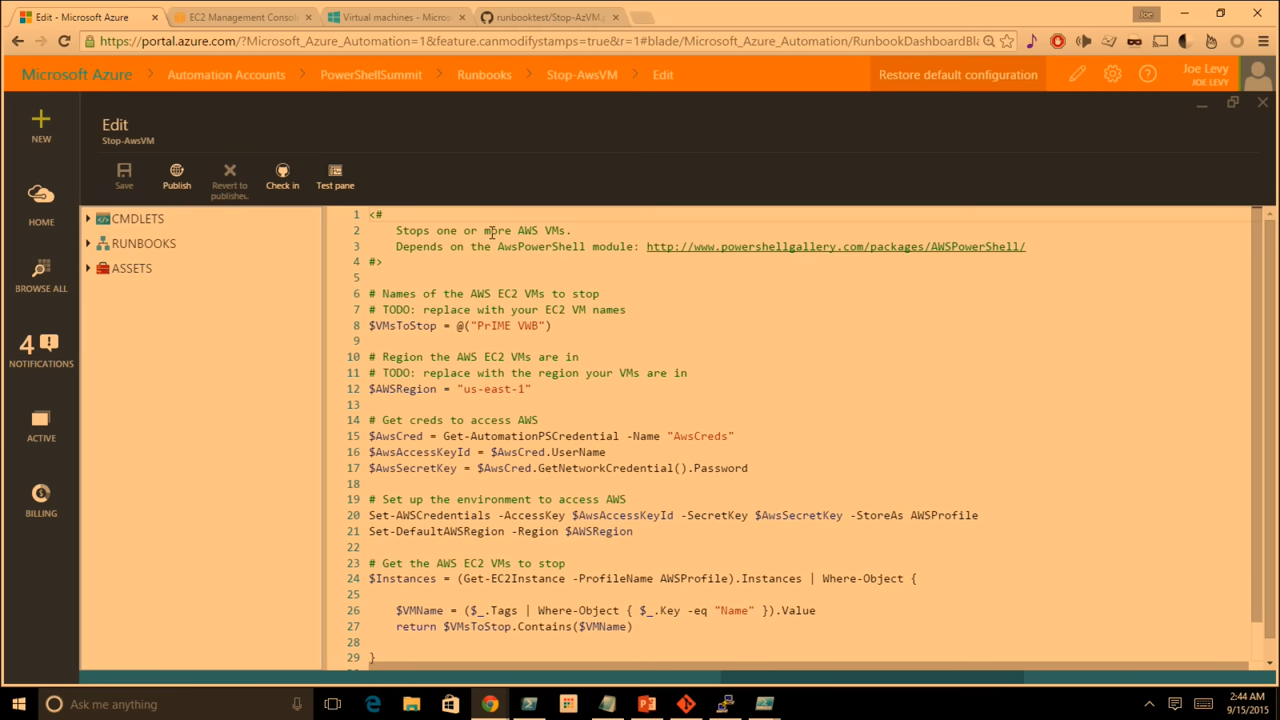 Microsoft Azure - Microsoft Azure
EC2 Management Consol
Virtual machines - Micros
runbooktest/Stop-AzVM.p
Joe
https://portal.azure.com/?Microsoft_Azure_Automation=1&feature.canmodifystamps=true&r=1#blade/Microsoft_Azure_Automation/RunbookDashboardBla
Microsoft Azure
Automation Accounts
PowerShellSummit
Runbooks
Stop-AwsVM
Edit
Restore default configuration
Joe Levy
JOE LEVY
NEW
HOME
BROWSE ALL
4
NOTIFICATIONS
ACTIVE
BILLING
Edit
Stop-AwsVM
Save
Publish
Revert to publishe.
Check in
Test pane
CMDLETS
RUNBOOKS
ASSETS
1 <#
2 Stops one or more AWS VMs.
3 Depends on the AwsPowerShell module: http://www.powershellgallery.com/packages/AWSPowerShell/
4 #>
5
6 # Names of the AWS EC2 VMs to stop
7 # TODO: replace with your EC2 VM names
8 $VMsToStop = @("PrIME VWB")
9
10 # Region the AWS EC2 VMs are in
11 # TODO: replace with the region your VMs are in
12 $AWSRegion = "us-east-1"
13
14 # Get creds to access AWS
15 $AwsCred = Get-AutomationPSCredential -Name "AwsCreds"
16 $AwsAccessKeyId = $AwsCred.UserName
17 $AwsSecretKey = $AwsCred.GetNetworkCredential().Password
18
19 # Set up the environment to access AWS
20 Set-AWSCredentials -AccessKey $AwsAccessKeyId -SecretKey $AwsSecretKey -StoreAs AWSProfile
21 Set-DefaultAWSRegion -Region $AWSRegion
22
23 # Get the AWS EC2 VMs to stop
24 $Instances = (Get-EC2Instance -ProfileName AWSProfile).Instances | Where-Object {
25
26 $VMName = ($_.Tags | Where-Object { $_.Key -eq "Name" }).Value
27 return $VMsToStop.Contains($VMName)
28
29 }
Ask me anything
2:44 AM
9/15/2015